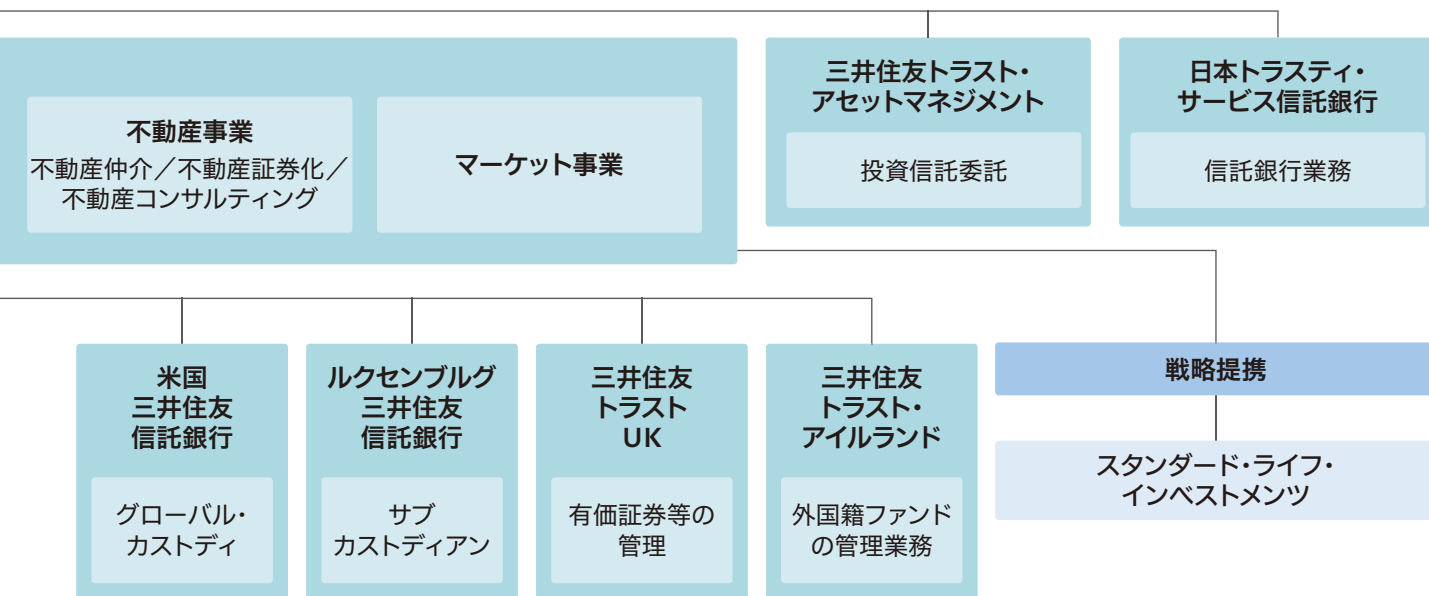 不動産事業
不動産仲介／不動産証券化／
不動産コンサルティング
マーケット事業
三井住友トラスト・
アセットマネジメント
投資信託委託
日本トラスティ・
サービス信託銀行
信託銀行業務
米国
三井住友
信託銀行
グローバル・
カストディ
ルクセンブルグ
三井住友
信託銀行
サブ
カストディアン
三井住友
トラスト
UK
有価証券等の
管理
三井住友
トラスト・
アイルランド
外国籍ファンド
の管理業務
戦略提携
スタンダード・ライフ・
インベストメンツ